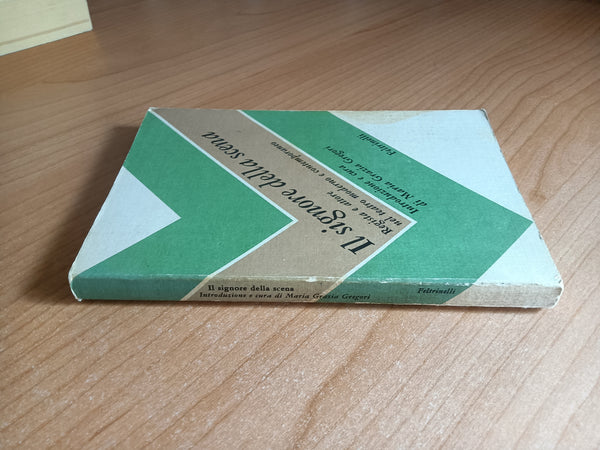 Il signore della scena
Regista e attore
nel teatro moderno e contemporaneo
Introduzione e cura
di Maria Grazia Gregori
Feltrinelli
Il signore della scena
Introduzione e cura di Maria Grazia Gregori
Feltrinelli